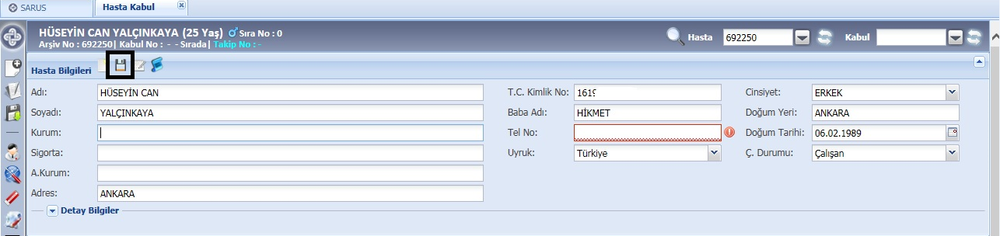 SARUS
Hasta Kabul
HÜSEYİN CAN YALÇINKAYA (25 Yaş) Sıra No : 0
Arşiv No : 692250| Kabul No : - - Sırada| Takip No : -
Hasta 692250 Kabul
Hasta Bilgileri
Adı: HÜSEYİN CAN T.C. Kimlik No: 1619 Cinsiyet: ERKEK
Soyadı: YALÇINKAYA Baba Adı: HİKMET Doğum Yeri: ANKARA
Kurum: Tel No: Doğum Tarihi: 06.02.1989
Sigorta: Uyruk: Türkiye Ç. Durumu: Çalışan
A.Kurum:
Adres: ANKARA
Detay Bilgiler